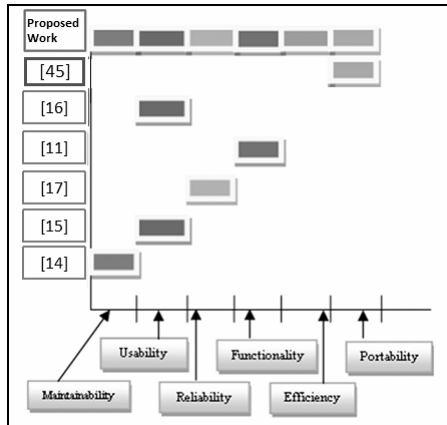 Proposed
Work
[45]
[16]
[11]
[17]
[15]
[14]
Usability
Functionality
Portability
Maintainability
Reliability
Efficiency